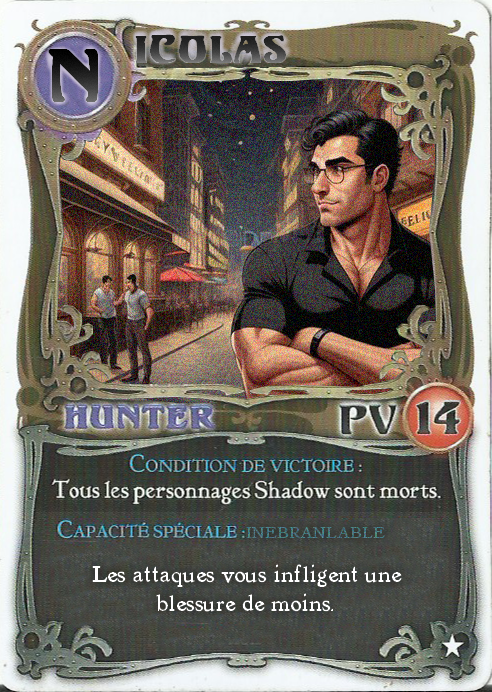 NICOLAS
HUNTER
PV 14
CONDITION DE VICTOIRE :
Tous les personnages Shadow sont morts.
CAPACITÉ SPÉCIALE :INEBRANLABLE
Les attaques vous infligent une
blessure de moins.